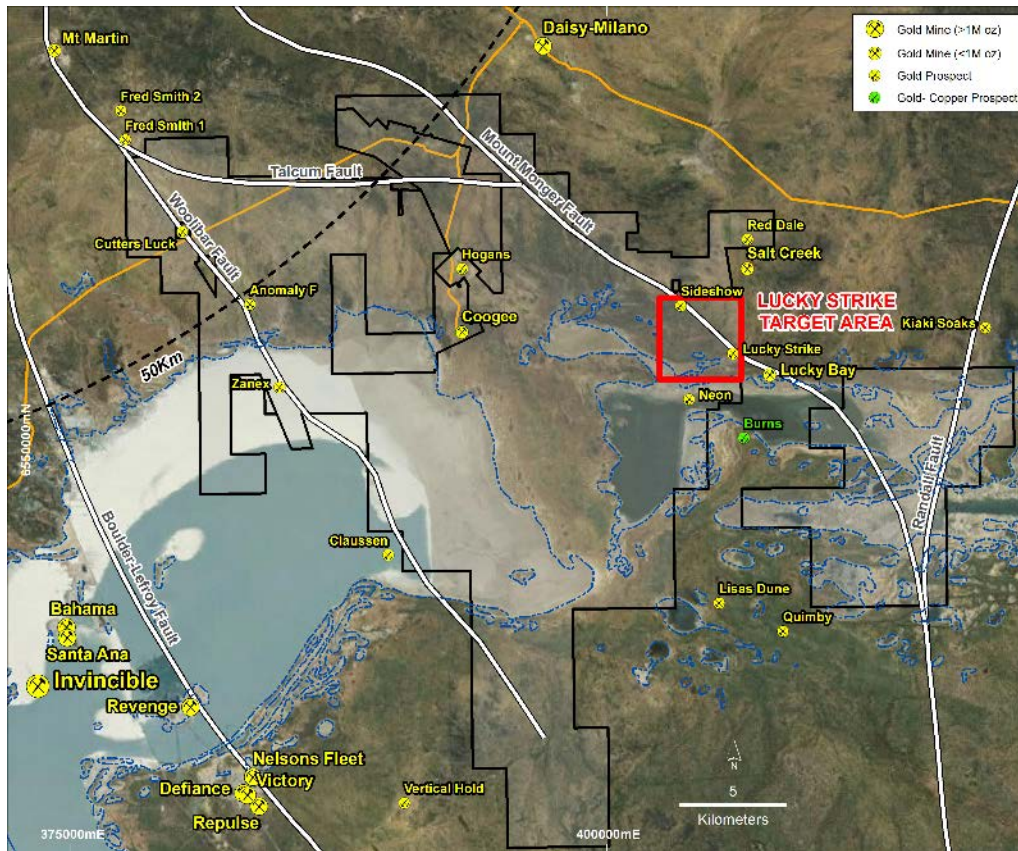 Daisy-Milano
Mt Martin
Gold Mine (>1M oz)
Gold Mine (<1M oz)
Gold Prospect
Gold- Copper Prospect
Fred Smith 2
Fred Smith 1
Talcum Fault
Mount Monger Fault
Woolibar Fault
Cutters Luck
Red Dale
Salt Creek
Hogans
Anomaly F
Coogee
Sideshow
LUCKY STRIKE
TARGET AREA
Kiaki Soaks
Lucky Strike
Lucky Bay
50Km
Zanex
Neon
Burns
6550000mN
Randall Fault
Boulder-Lefroy Fault
Claussen
Lisas Dune
Quimby
Bahama
Santa Ana
Invincible
Revenge
Nelsons Fleet
Victory
Defiance
Repulse
Vertical Hold
N
5
Kilometers
375000mE
400000mE